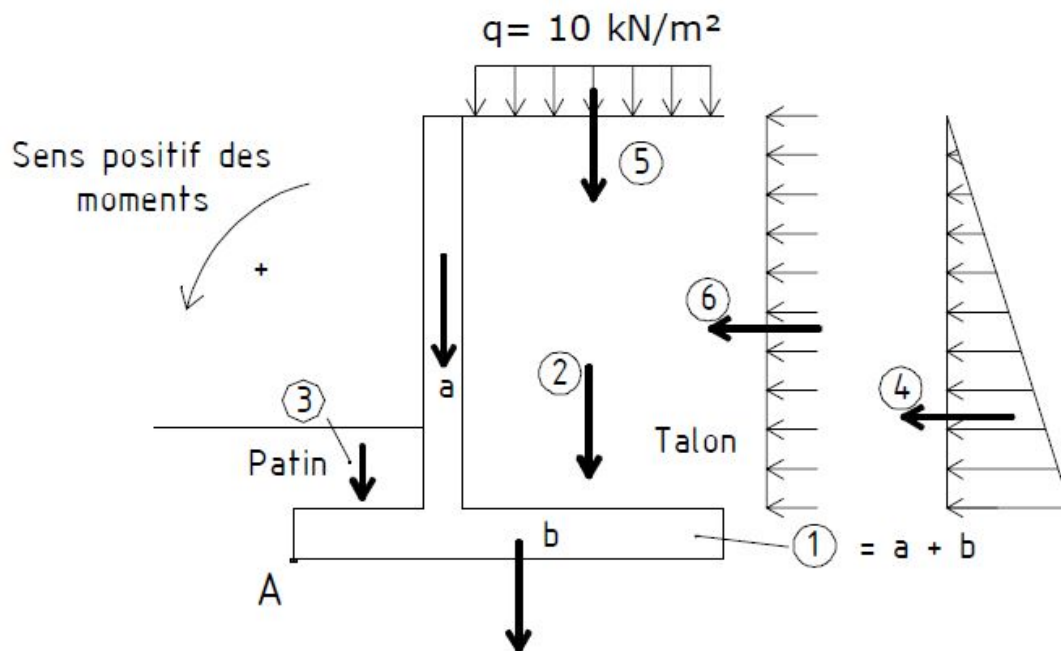 q= 10 kN/m²
Sens positif des
moments
+
5
6
2
4
a
3
Patin
Talon
b
1 = a + b
A